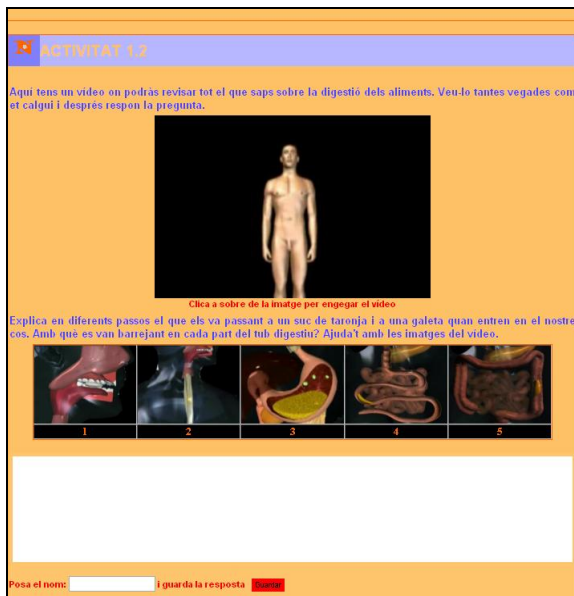 ACTIVITAT 1.2
Aquí tens un vídeo on podràs revisar tot el que saps sobre la digestió dels aliments. Veu-lo tantes vegades com
et calgui i després respon la pregunta.
Clica a sobre de la imatge per engegar el vídeo
Explica en diferents passos el que els va passant a un suc de taronja i a una galeta quan entren en el nostre
cos. Amb què es van barrejant en cada part del tub digestiu? Ajuda't amb les imatges del vídeo.
1 2 3 4 5
Posa el nom: i guarda la resposta Guardar